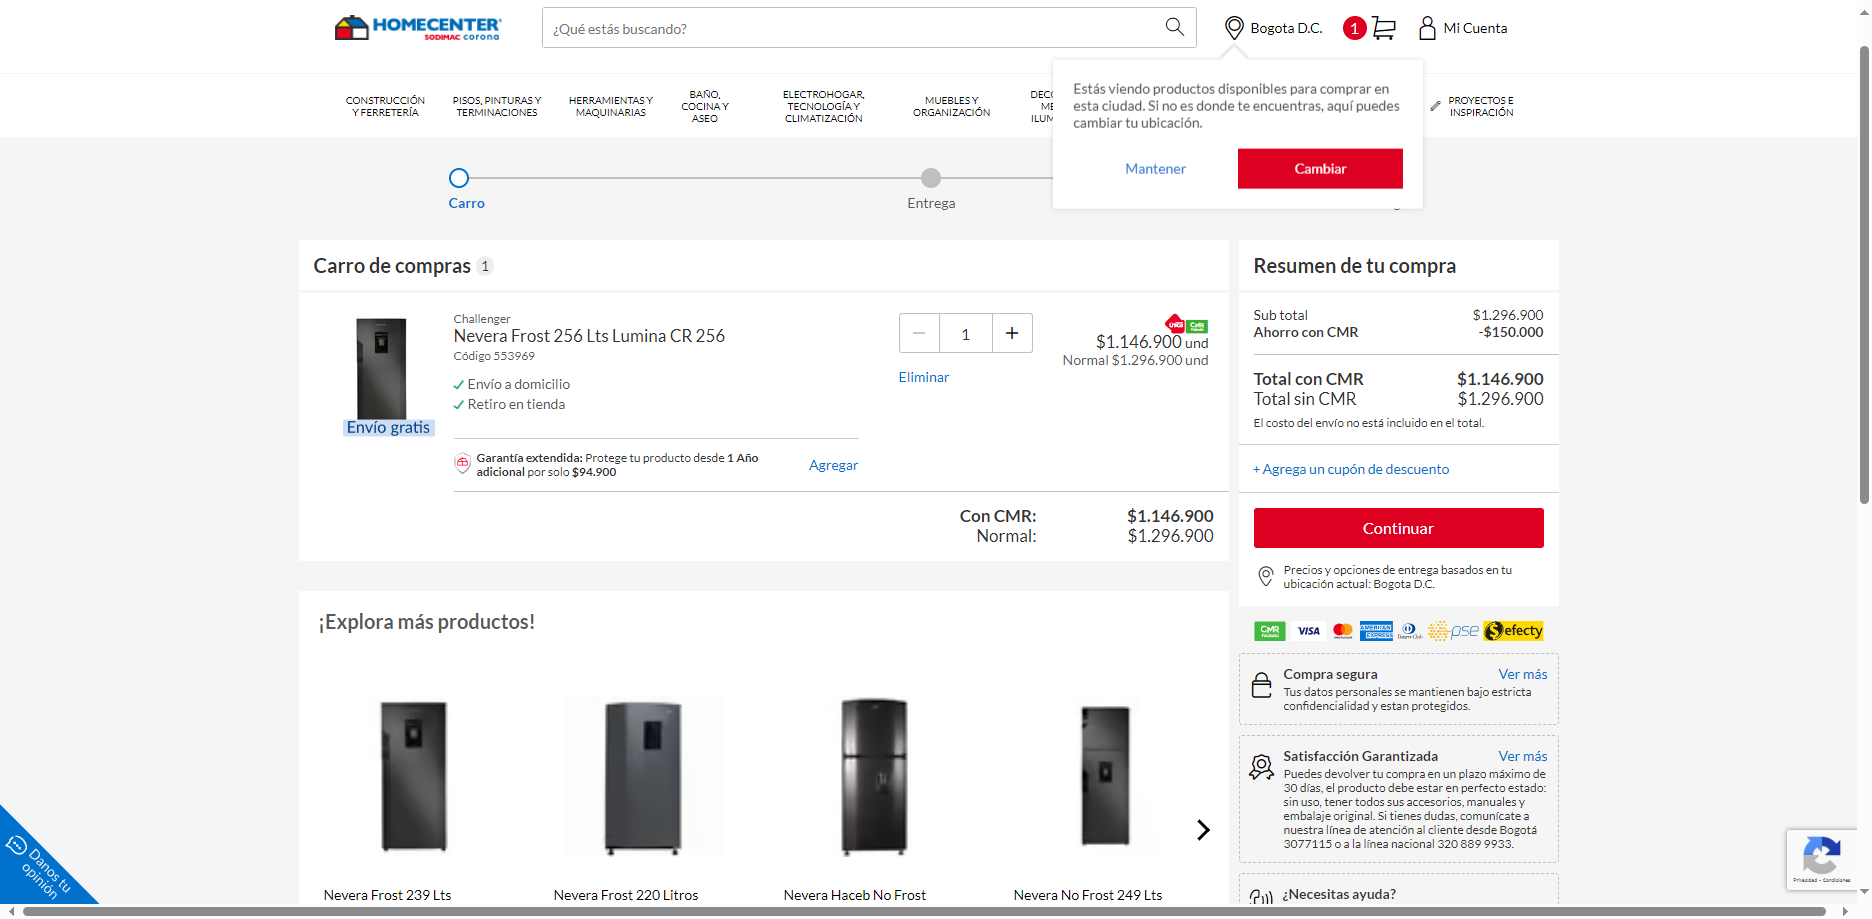 HOMECENTER
SODIMAC corona
¿Qué estás buscando?
Bogota D.C.
1
Mi Cuenta
Estás viendo productos disponibles para comprar en
esta ciudad. Si no es donde te encuentras, aquí puedes
cambiar tu ubicación.
Mantener
Cambiar
CONSTRUCCIÓN
Y FERRETERÍA
PISOS, PINTURAS Y
TERMINACIONES
HERRAMIENTAS Y
MAQUINARIAS
BAÑO,
COCINA Y
ASEO
ELECTROHOGAR,
TECNOLOGÍA Y
CLIMATIZACIÓN
MUEBLES Y
ORGANIZACIÓN
PROYECTOS E
INSPIRACIÓN
Carro
Entrega
Carro de compras 1
Challenger
Nevera Frost 256 Lts Lumina CR 256
Código 553969
Envío a domicilio
Retiro en tienda
Envío gratis
1
Eliminar
CMR
$1.146.900 und
Normal $1.296.900 und
Garantía extendida: Protege tu producto desde 1 Año
adicional por solo $94.900
Agregar
Con CMR: $1.146.900
Normal: $1.296.900
Resumen de tu compra
Sub total $1.296.900
Ahorro con CMR -$150.000
Total con CMR $1.146.900
Total sin CMR $1.296.900
El costo del envío no está incluido en el total.
+ Agrega un cupón de descuento
Continuar
Precios y opciones de entrega basados en tu
ubicación actual: Bogota D.C.
CMR VISA AMERICAN EXPRESS Diners Club pse efecty
Compra segura Ver más
Tus datos personales se mantienen bajo estricta
confidencialidad y estan protegidos.
Satisfacción Garantizada Ver más
Puedes devolver tu compra en un plazo máximo de
30 días, el producto debe estar en perfecto estado:
sin uso, tener todos sus accesorios, manuales y
embalaje original. Si tienes dudas, comunícate a
nuestra línea de atención al cliente desde Bogotá
3077115 o a la línea nacional 320 889 9933.
¿Necesitas ayuda?
¡Explora más productos!
Nevera Frost 239 Lts
Nevera Frost 220 Litros
Nevera Haceb No Frost
Nevera No Frost 249 Lts
Danos tu
opinión
Privacidad - Condiciones